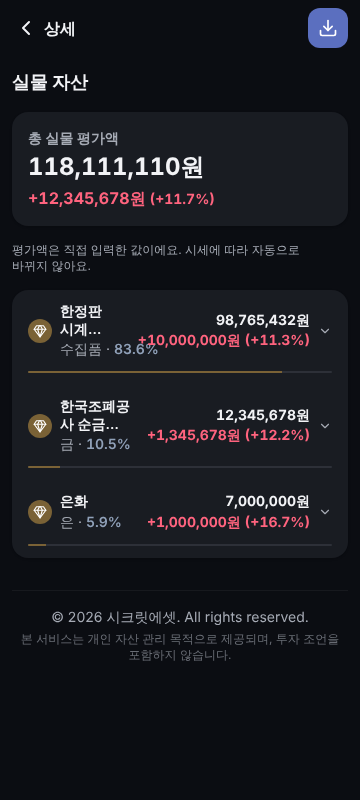 상세
실물 자산
총 실물 평가액
118,111,110원
+12,345,678원 (+11.7%)
평가액은 직접 입력한 값이에요. 시세에 따라 자동으로
바뀌지 않아요.
한정판
시계...
수집품 · 83.6%
98,765,432원
+10,000,000원 (+11.3%)
한국조폐공
사 순금...
금 · 10.5%
12,345,678원
+1,345,678원 (+12.2%)
은화
은 · 5.9%
7,000,000원
+1,000,000원 (+16.7%)
© 2026 시크릿에셋. All rights reserved.
본 서비스는 개인 자산 관리 목적으로 제공되며, 투자 조언을
포함하지 않습니다.